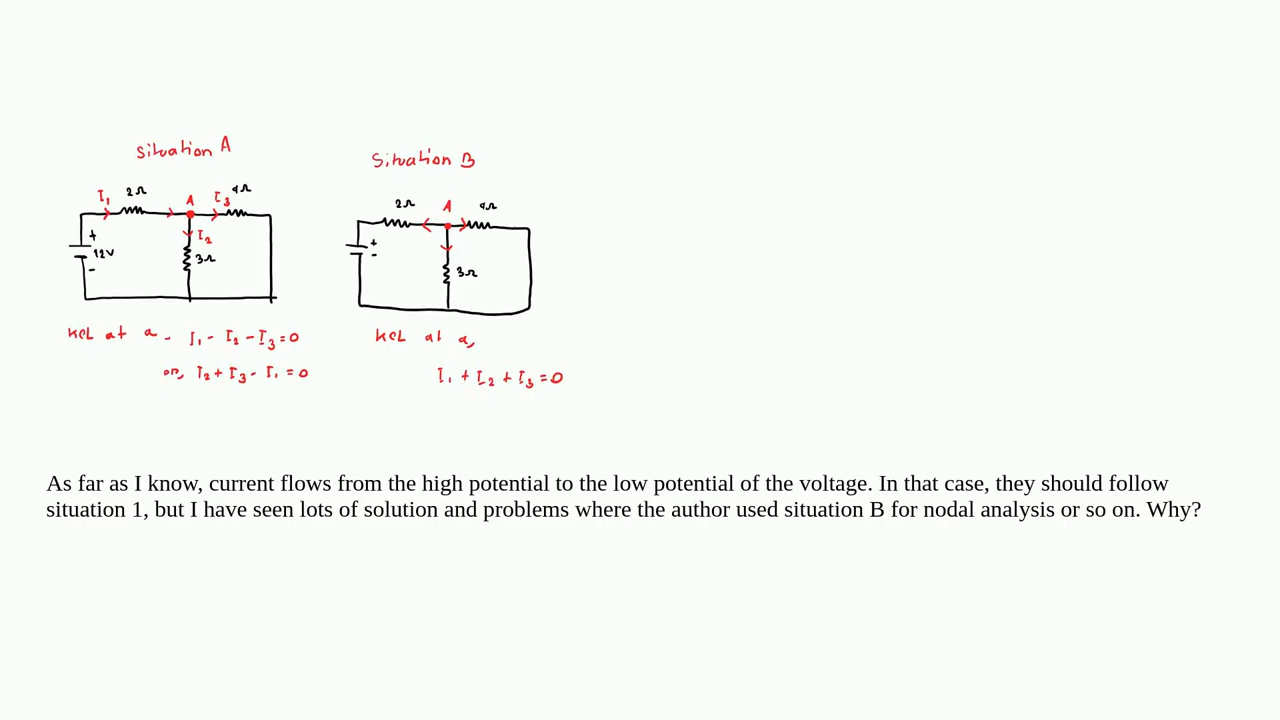 Situation A
Situation B
I₁ 2Ω A I₃ 4Ω
2Ω A 4Ω
+ 12V -
I₂
3Ω
+
-
3Ω
KCL at a - I₁ - I₂ - I₃ = 0
or, I₂ + I₃ - I₁ = 0
KCL at a,
I₁ + I₂ + I₃ = 0
As far as I know, current flows from the high potential to the low potential of the voltage. In that case, they should follow
situation 1, but I have seen lots of solution and problems where the author used situation B for nodal analysis or so on. Why?